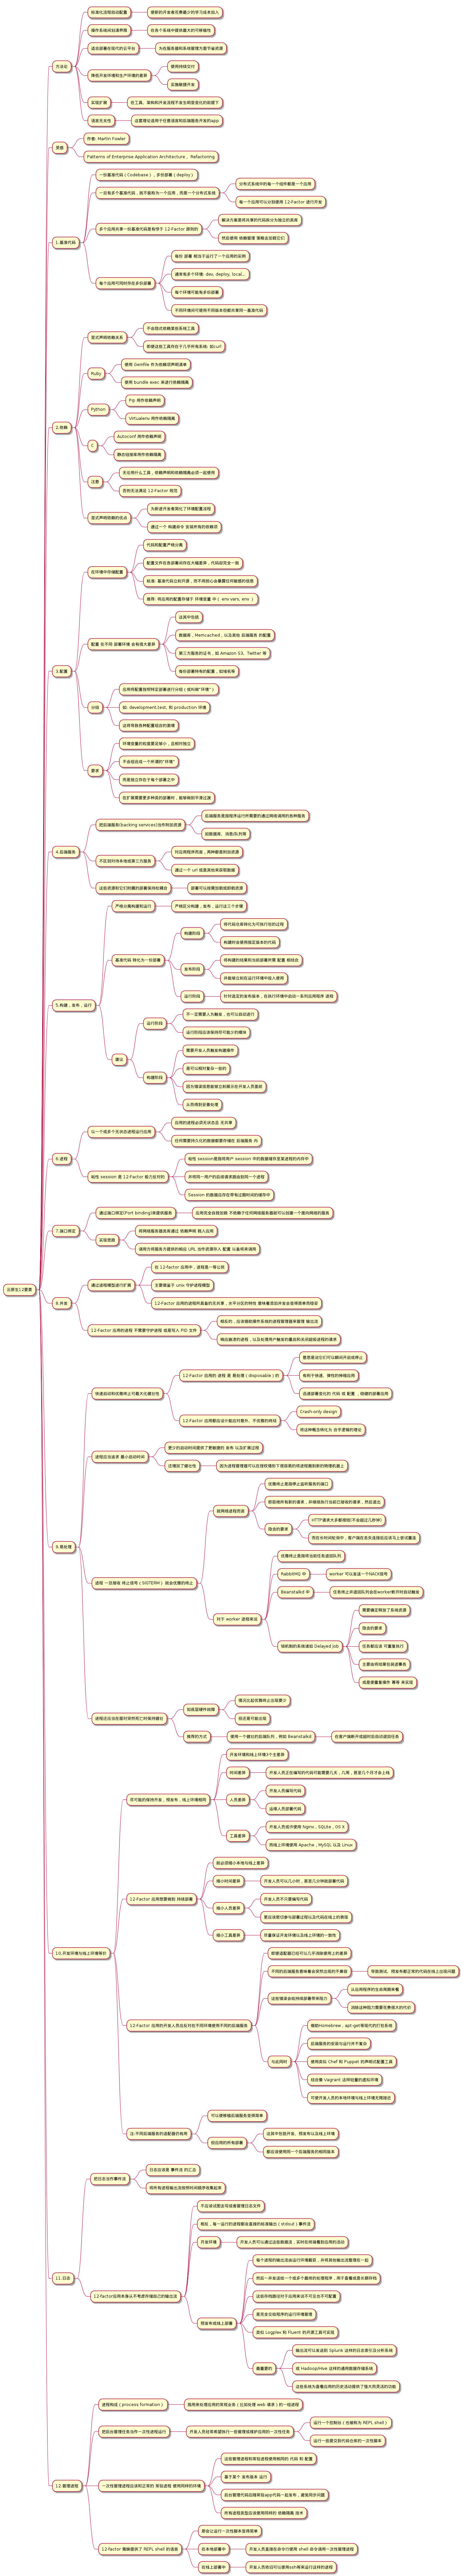 云原生12要素
方法论
标准化流程自动配置
使新的开发者花费最少的学习成本加入
操作系统间划清界限
在各个系统中提供最大的可移植性
适合部署在现代的云平台
为在服务器和系统管理方面节省资源
降低开发环境和生产环境的差异
使用持续交付
实施敏捷开发
实现扩展
在工具、架构和开发流程不发生明显变化的前提下
语言无关性
这套理论适用于任意语言和后端服务开发的app
灵感
作者: Martin Fowler
Patterns of Enterprise Application Architecture， Refactoring
1.基准代码
一份基准代码（Codebase），多份部署（deploy）
一旦有多个基准代码，就不能称为一个应用，而是一个分布式系统
分布式系统中的每一个组件都是一个应用
每一个应用可以分别使用 12-Factor 进行开发
多个应用共享一份基准代码是有悖于 12-Factor 原则的
解决方案是将共享的代码拆分为独立的类库
然后使用 依赖管理 策略去加载它们
每个应用可同时存在多份部署
每份 部署 相当于运行了一个应用的实例
通常有多个环境: dev, deploy, local...
每个环境可能有多份部署
不同环境间可使用不同版本但都共享同一基准代码
2.依赖
显式声明依赖关系
不会隐式依赖某些系统工具
即使这些工具存在于几乎所有系统: 如curl
Ruby
使用 Gemfile 作为依赖项声明清单
使用 bundle exec 来进行依赖隔离
Python
Pip 用作依赖声明
Virtualenv 用作依赖隔离
C
Autoconf 用作依赖声明
静态链接库用作依赖隔离
注意
无论用什么工具，依赖声明和依赖隔离必须一起使用
否则无法满足 12-Factor 规范
显式声明依赖的优点
为新进开发者简化了环境配置流程
通过一个 构建命令 安装所有的依赖项
3.配置
在环境中存储配置
代码和配置严格分离
配置文件在各部署间存在大幅差异，代码却完全一致
标准: 基准代码立刻开源，而不用担心会暴露任何敏感的信息
推荐: 将应用的配置存储于 环境变量 中（ env vars, env ）
配置 在不同 部署环境 会有很大差异
这其中包括
数据库，Memcached，以及其他 后端服务 的配置
第三方服务的证书，如 Amazon S3、Twitter 等
每份部署特有的配置，如域名等
分组
应用将配置按照特定部署进行分组（或叫做“环境”）
如: development,test, 和 production 环境
这将导致各种配置组合的激增
要求
环境变量的粒度要足够小，且相对独立
不会组合成一个所谓的“环境”
而是独立存在于每个部署之中
在扩展需要更多种类的部署时，能够做到平滑过渡
4.后端服务
把后端服务(backing services)当作附加资源
后端服务是指程序运行所需要的通过网络调用的各种服务
如数据库、消息/队列等
不区别对待本地或第三方服务
对应用程序而言，两种都是附加资源
通过一个 url 或是其他来获取数据
这些资源和它们附属的部署保持松耦合
部署可以按需加载或卸载资源
5.构建，发布，运行
严格分离构建和运行
严格区分构建，发布，运行这三个步骤
基准代码 转化为一份部署
构建阶段
将代码仓库转化为可执行包的过程
构建时会使用指定版本的代码
发布阶段
将构建的结果和当前部署所需 配置 相结合
并能够立刻在运行环境中投入使用
运行阶段
针对选定的发布版本，在执行环境中启动一系列应用程序 进程
建议
运行阶段
不一定需要人为触发，也可以自动进行
运行阶段应该保持尽可能少的模块
构建阶段
需要开发人员触发构建操作
是可以相对复杂一些的
因为错误信息能够立刻展示在开发人员面前
从而得到妥善处理
6.进程
以一个或多个无状态进程运行应用
应用的进程必须无状态且 无共享
任何需要持久化的数据都要存储在 后端服务 内
粘性 session 是 12-Factor 极力反对的
粘性 session是指将用户 session 中的数据缓存至某进程的内存中
并将同一用户的后续请求路由到同一个进程
Session 的数据应存在带有过期时间的缓存中
7.端口绑定
通过端口绑定(Port binding)来提供服务
应用完全自我加载 不依赖于任何网络服务器就可以创建一个面向网络的服务
实现思路
将网络服务器类库通过 依赖声明 载入应用
调用方将服务方提供的相应 URL 当作资源存入 配置 以备将来调用
8.并发
通过进程模型进行扩展
在 12-factor 应用中，进程是一等公民
主要借鉴于 unix 守护进程模型
12-Factor 应用的进程所具备的无共享，水平分区的特性 意味着添加并发会变得简单而稳妥
12-Factor 应用的进程 不需要守护进程 或是写入 PID 文件
相反的，应该借助操作系统的进程管理器来管理 输出流
响应崩溃的进程，以及处理用户触发的重启和关闭超级进程的请求
9.易处理
快速启动和优雅终止可最大化健壮性
12-Factor 应用的 进程 是 易处理（disposable）的
意思是说它们可以瞬间开启或停止
有利于快速、弹性的伸缩应用
迅速部署变化的 代码 或 配置 ，稳健的部署应用
12-Factor 应用都应该设计能应对意外、不优雅的终结
Crash-only design
将这种概念转化为 合乎逻辑的理论
进程应当追求 最小启动时间
更少的启动时间提供了更敏捷的 发布 以及扩展过程
还增加了健壮性
因为进程管理器可以在授权情形下容易的将进程搬到新的物理机器上
进程 一旦接收 终止信号（SIGTERM）就会优雅的终止
就网络进程而言
优雅终止是指停止监听服务的端口
即拒绝所有新的请求，并继续执行当前已接收的请求，然后退出
隐含的要求
HTTP请求大多都很短(不会超过几秒钟)
而在长时间轮询中，客户端在丢失连接后应该马上尝试重连
对于 worker 进程来说
优雅终止是指将当前任务退回队列
RabbitMQ 中
worker 可以发送一个NACK信号
Beanstalkd 中
任务终止并退回队列会在worker断开时自动触发
锁机制的系统诸如 Delayed Job
需要确定释放了系统资源
隐含的要求
任务都应该 可重复执行
主要由将结果包装进事务
或是使重复操作 幂等 来实现
进程还应当在面对突然死亡时保持健壮
如底层硬件故障
情况比起优雅终止出现要少
但还是可能出现
推荐的方式
使用一个健壮的后端队列，例如 Beanstalkd
在客户端断开或超时后自动退回任务
10.开发环境与线上环境等价
尽可能的保持开发，预发布，线上环境相同
开发环境和线上环境3个主差异
时间差异
开发人员正在编写的代码可能需要几天，几周，甚至几个月才会上线
人员差异
开发人员编写代码
运维人员部署代码
工具差异
开发人员或许使用 Nginx，SQLite，OS X
而线上环境使用 Apache，MySQL 以及 Linux
12-Factor 应用想要做到 持续部署
就必须缩小本地与线上差异
缩小时间差异
开发人员可以几小时，甚至几分钟就部署代码
缩小人员差异
开发人员不只要编写代码
更应该密切参与部署过程以及代码在线上的表现
缩小工具差异
尽量保证开发环境以及线上环境的一致性
12-Factor 应用的开发人员应反对在不同环境使用不同的后端服务
即使适配器已经可以几乎消除使用上的差异
不同的后端服务意味着会突然出现的不兼容
导致测试、预发布都正常的代码在线上出现问题
这些错误会给持续部署带来阻力
从应用程序的生命周期来看
消除这种阻力需要花费很大的代价
与此同时
借助Homebrew，apt-get等现代的打包系统
后端服务的安装与运行并不复杂
使用类似 Chef 和 Puppet 的声明式配置工具
结合像 Vagrant 这样轻量的虚拟环境
可使开发人员的本地环境与线上环境无限接近
注:不同后端服务的适配器仍有用
可以使移植后端服务变得简单
但应用的所有部署
这其中包括开发、预发布以及线上环境
都应该使用同一个后端服务的相同版本
11.日志
把日志当作事件流
日志应该是 事件流 的汇总
将所有进程输出流按照时间顺序收集起来
12-factor应用本身从不考虑存储自己的输出流
不应该试图去写或者管理日志文件
相反，每一运行的进程都会直接的标准输出（stdout）事件流
开发环境
开发人员可以通过这些数据流，实时在终端看到应用的活动
预发布或线上部署
每个进程的输出流由运行环境截获，并将其他输出流整理在一起
然后一并发送给一个或多个最终的处理程序，用于查看或是长期存档
这些存档路径对于应用来说不可见也不可配置
是完全交给程序的运行环境管理
类似 Logplex 和 Fluent 的开源工具可实现
最重要的
输出流可以发送到 Splunk 这样的日志索引及分析系统
或 Hadoop/Hive 这样的通用数据存储系统
这些系统为查看应用的历史活动提供了强大而灵活的功能
12.管理进程
进程构成（process formation）
指用来处理应用的常规业务（比如处理 web 请求）的一组进程
把后台管理任务当作一次性进程运行
开发人员经常希望执行一些管理或维护应用的一次性任务
运行一个控制台（也被称为 REPL shell）
运行一些提交到代码仓库的一次性脚本
一次性管理进程应该和正常的 常驻进程 使用同样的环境
这些管理进程和常驻进程使用相同的 代码 和 配置
基于某个 发布版本 运行
后台管理代码应随常驻app代码一起发布，避免同步问题
所有进程类型应该使用同样的 依赖隔离 技术
12-Factor 青睐提供了 REPL shell 的语言
那会让运行一次性脚本变得简单
在本地部署中
开发人员直接在命令行使用 shell 命令调用一次性管理进程
在线上部署中
开发人员依旧可以使用ssh等来运行这样的进程